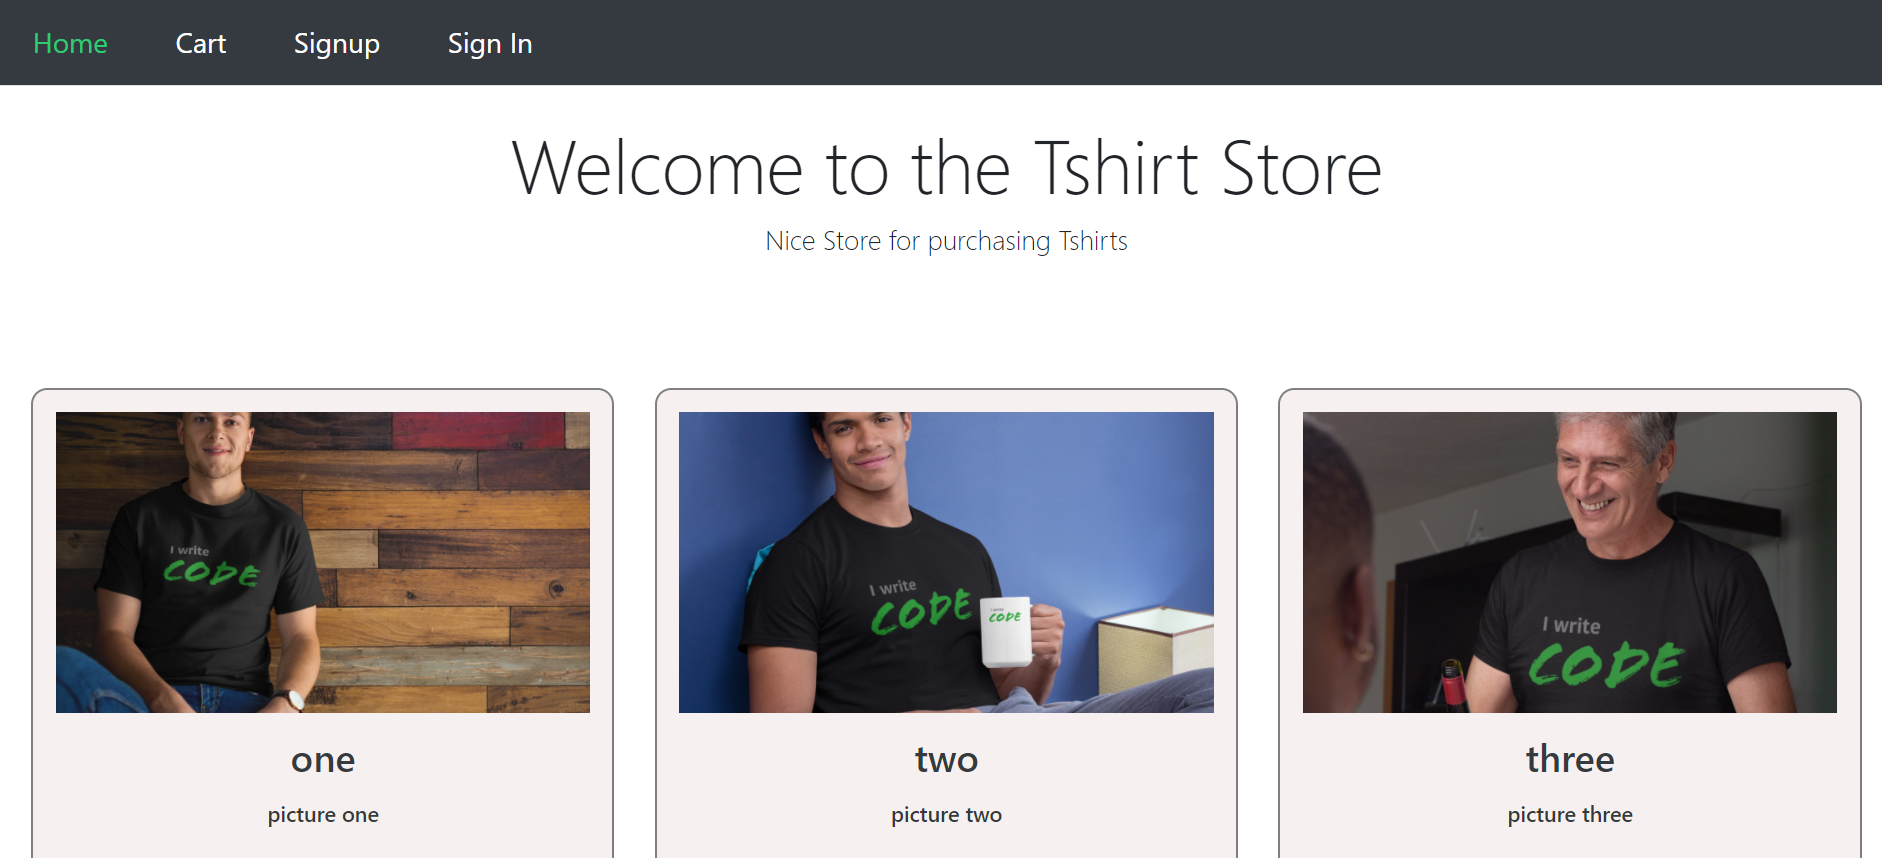 Home Cart Signup Sign In
Welcome to the Tshirt Store
Nice Store for purchasing Tshirts
I write
CODE
I write
CODE
I write
CODE
I write
CODE
one
two
three
picture one
picture two
picture three